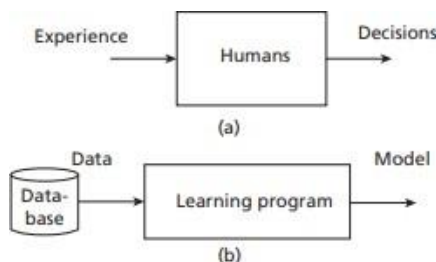 Experience
Humans
Decisions
(a)
Data
Data-
base
Learning program
Model
(b)